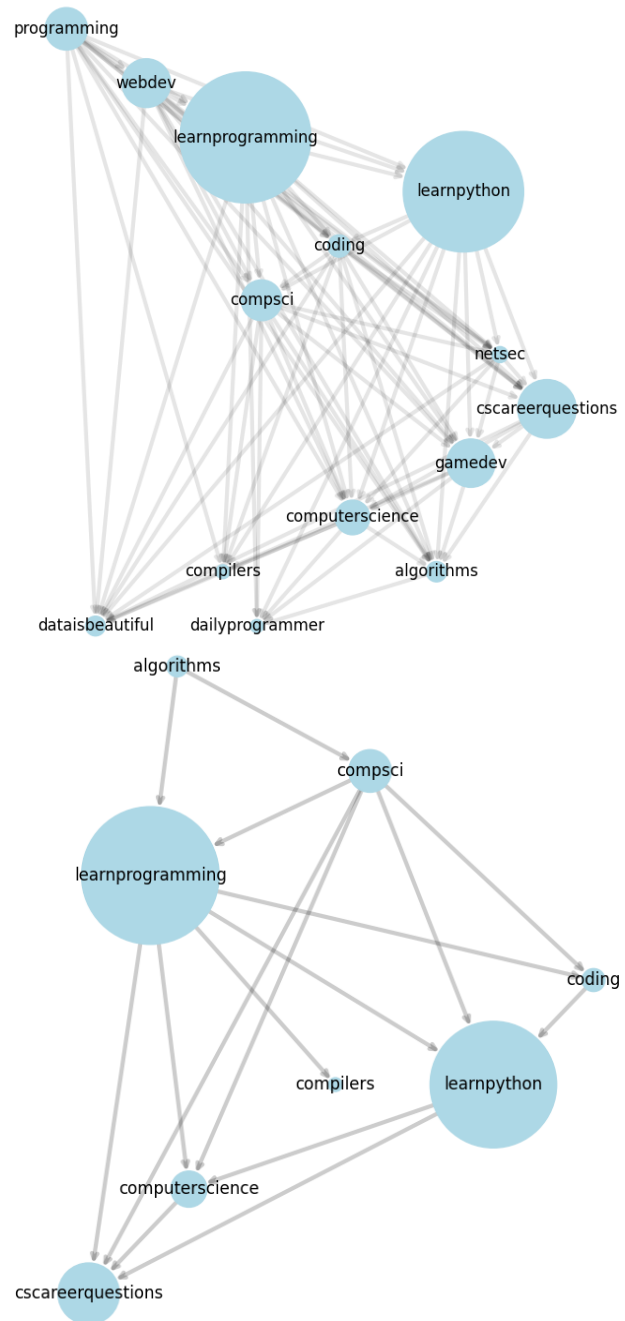 programming
webdev
learnprogramming
learnpython
coding
compsci
netsec
cscareerquestions
gamedev
computerscience
compilers
algorithms
dataisbeautiful
dailyprogrammer
algorithms
compsci
learnprogramming
coding
compilers
learnpython
computerscience
cscareerquestions